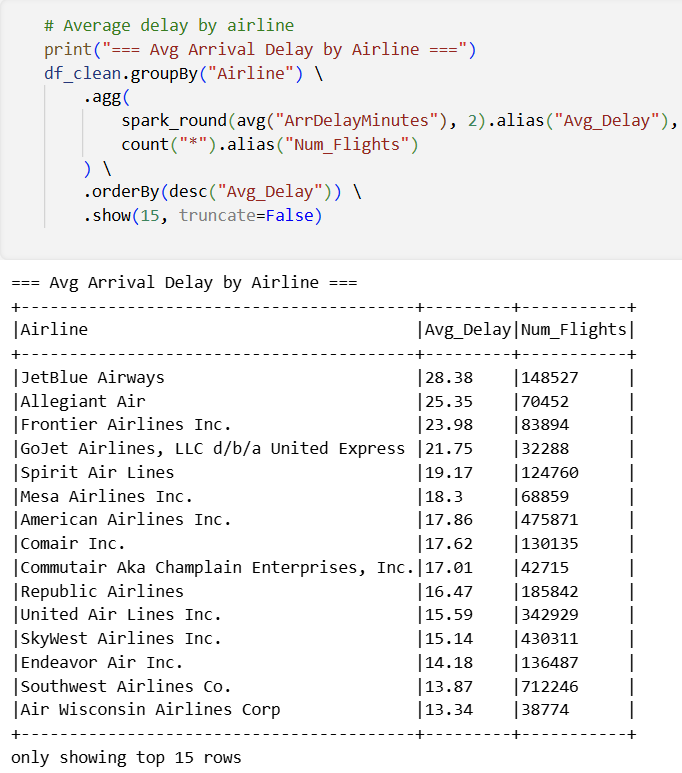 # Average delay by airline
print("=== Avg Arrival Delay by Airline ===")
df_clean.groupBy("Airline") \
    .agg(
        spark_round(avg("ArrDelayMinutes"), 2).alias("Avg_Delay"),
        count("*").alias("Num_Flights")
    ) \
    .orderBy(desc("Avg_Delay")) \
    .show(15, truncate=False)
=== Avg Arrival Delay by Airline ===
+-----------------------------------------+---------+-----------+
|Airline                                  |Avg_Delay|Num_Flights|
+-----------------------------------------+---------+-----------+
|JetBlue Airways                          |28.38    |148527     |
|Allegiant Air                            |25.35    |70452      |
|Frontier Airlines Inc.                   |23.98    |83894      |
|GoJet Airlines, LLC d/b/a United Express |21.75    |32288      |
|Spirit Air Lines                         |19.17    |124760     |
|Mesa Airlines Inc.                       |18.3     |68859      |
|American Airlines Inc.                   |17.86    |475871     |
|Comair Inc.                              |17.62    |130135     |
|Commutair Aka Champlain Enterprises, Inc.|17.01    |42715      |
|Republic Airlines                        |16.47    |185842     |
|United Air Lines Inc.                    |15.59    |342929     |
|SkyWest Airlines Inc.                    |15.14    |430311     |
|Endeavor Air Inc.                        |14.18    |136487     |
|Southwest Airlines Co.                   |13.87    |712246     |
|Air Wisconsin Airlines Corp              |13.34    |38774      |
+-----------------------------------------+---------+-----------+
only showing top 15 rows